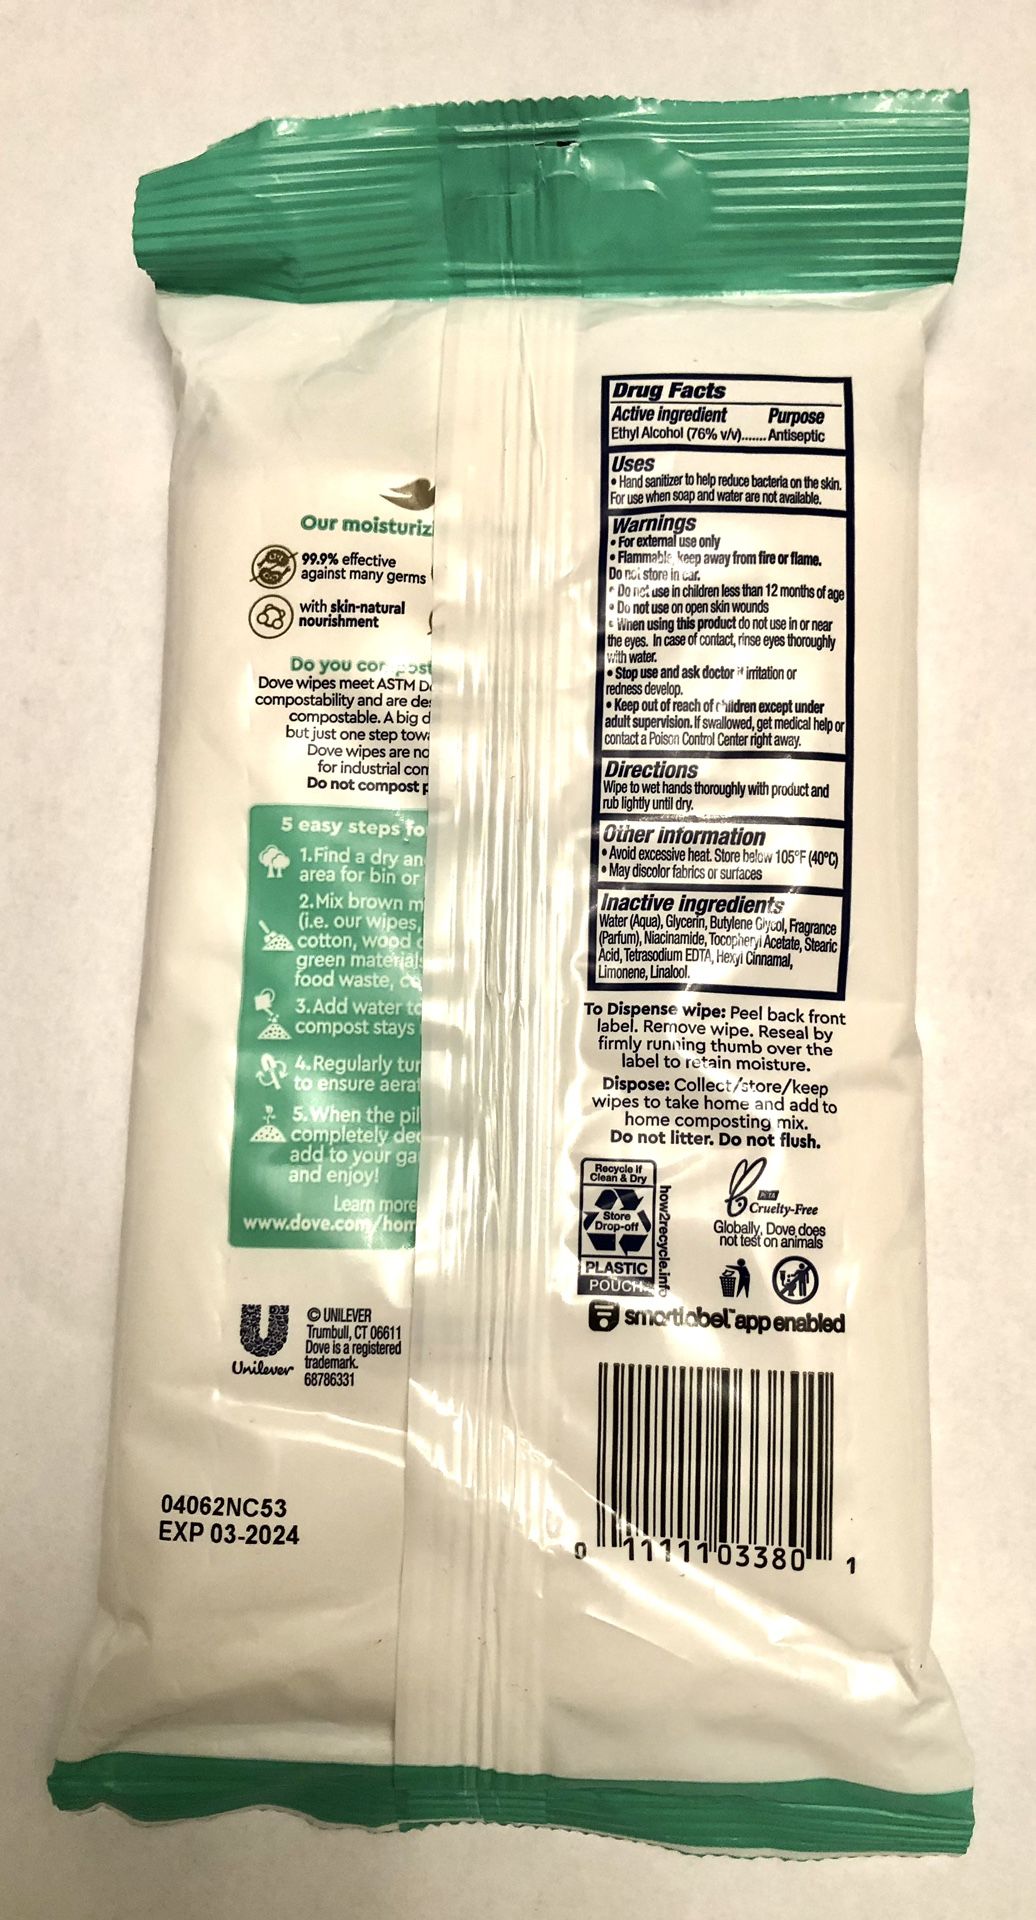 Our moisturiz
99.9% effective
against many germs
with skin-natural
nourishment
Do you
Dove wipes meet ASTM
compostability and are
compostable. A big
but just one step
Dove wipes are
for industrial
Do not compost
5 easy steps
1. Find a dry
area for bin or
2. Mix brown
(i.e. our wipes,
cotton, wood
green
food waste,
3. Add water
compost stays
4. Regularly
to ensure
5. When the
completely
add to your
and enjoy!
Learn more
www.dove.com/hom
Unilever
© UNILEVER
Trumbull, CT 06611
Dove is a registered
trademark.
68786331
04062NC53
EXP 03-2024
Drug Facts
Active ingredient Purpose
Ethyl Alcohol (76% v/v)....... Antiseptic
Uses
• Hand sanitizer to help reduce bacteria on the skin.
For use when soap and water are not available.
Warnings
• For external use only
• Flammable, keep away from fire or flame.
Do not store in car.
• Do not use in children less than 12 months of age
• Do not use on open skin wounds
• When using this product do not use in or near
the eyes. In case of contact, rinse eyes thoroughly
with water.
• Stop use and ask doctor if irritation or
redness develop.
• Keep out of reach of children except under
adult supervision. If swallowed, get medical help or
contact a Poison Control Center right away.
Directions
Wipe to wet hands thoroughly with product and
rub lightly until dry.
Other information
• Avoid excessive heat. Store below 105°F (40°C)
• May discolor fabrics or surfaces
Inactive ingredients
Water (Aqua), Glycerin, Butylene Glycol, Fragrance
(Parfum), Niacinamide, Tocopheryl Acetate, Stearic
Acid, Tetrasodium EDTA, Hexyl Cinnamal,
Limonene, Linalool.
To Dispense wipe: Peel back front
label. Remove wipe. Reseal by
firmly running thumb over the
label to retain moisture.
Dispose: Collect/store/keep
wipes to take home and add to
home composting mix.
Do not litter. Do not flush.
Recycle if
Clean & Dry
Store
Drop-off
PLASTIC
POUCH
how2recycle.info
PETA
Cruelty-Free
Globally, Dove does
not test on animals
smartlabel™ app enabled
0 11111 03380 1